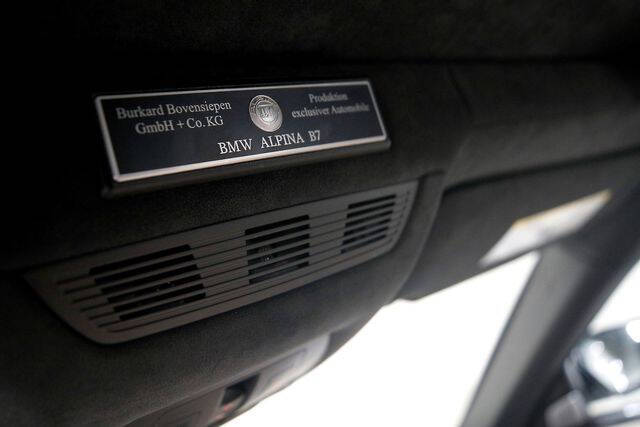 Burkard Bovensiepen
GmbH + Co. KG
Produktion
exclusiver Automobile
BMW ALPINA B7